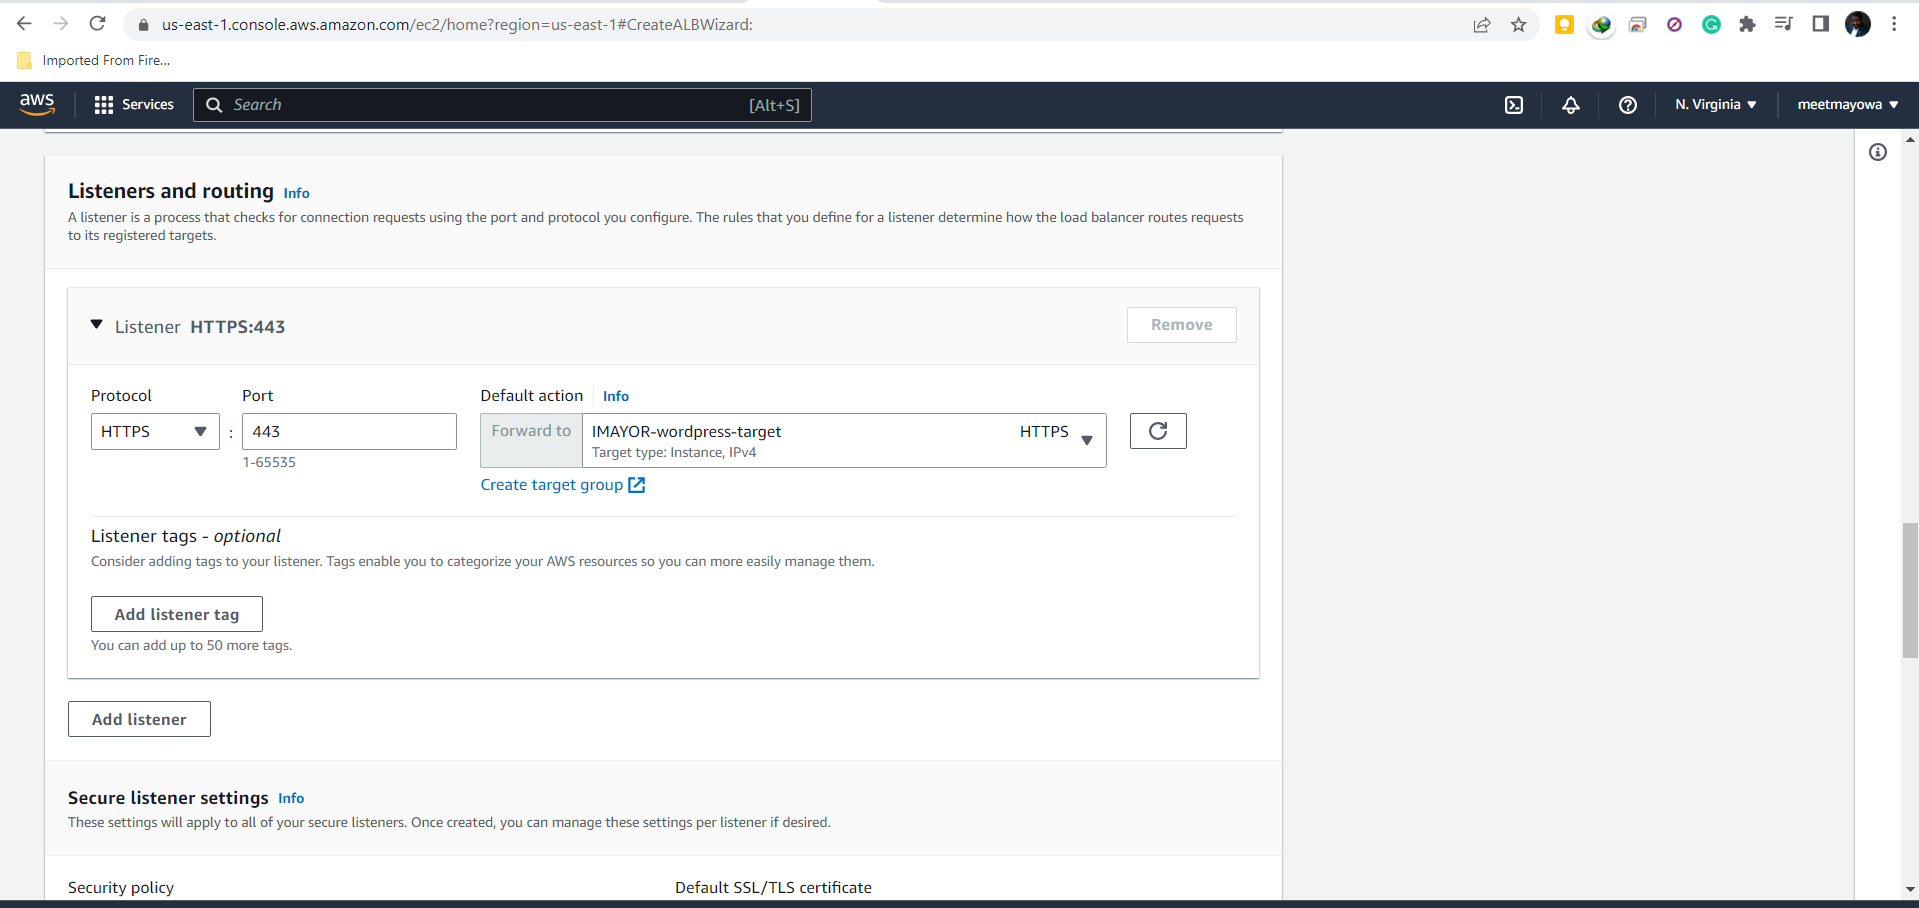 us-east-1.console.aws.amazon.com/ec2/home?region=us-east-1#CreateALBWizard:
Imported From Fire...
aws
Services
Search
[Alt+S]
N. Virginia
meetmayowa
Listeners and routing Info
A listener is a process that checks for connection requests using the port and protocol you configure. The rules that you define for a listener determine how the load balancer routes requests
to its registered targets.
Listener HTTPS:443
Remove
Protocol
Port
Default action
Info
HTTPS
:
443
1-65535
Forward to
IMAYOR-wordpress-target
HTTPS
Target type: Instance, IPv4
Create target group
Listener tags - optional
Consider adding tags to your listener. Tags enable you to categorize your AWS resources so you can more easily manage them.
Add listener tag
You can add up to 50 more tags.
Add listener
Secure listener settings Info
These settings will apply to all of your secure listeners. Once created, you can manage these settings per listener if desired.
Security policy
Default SSL/TLS certificate